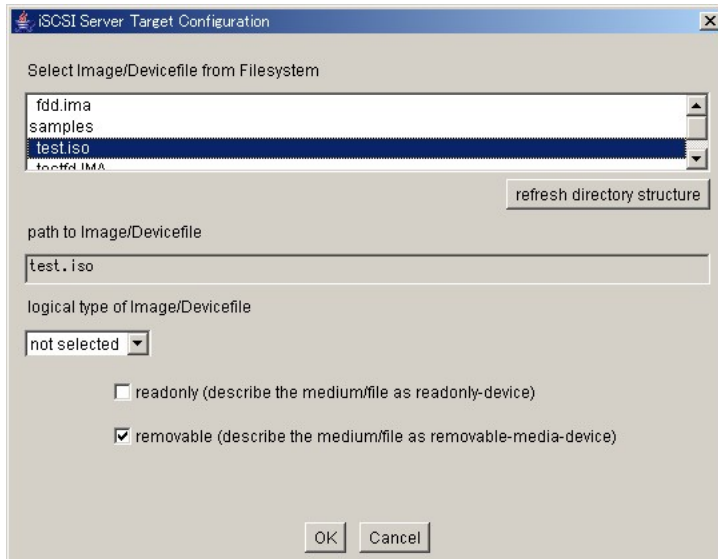 iSCSI Server Target Configuration
Select Image/Devicefile from Filesystem
fdd.ima
samples
test.iso
testfd.IMA
refresh directory structure
path to Image/Devicefile
test.iso
logical type of Image/Devicefile
not selected
readonly (describe the medium/file as readonly-device)
removable (describe the medium/file as removable-media-device)
OK Cancel